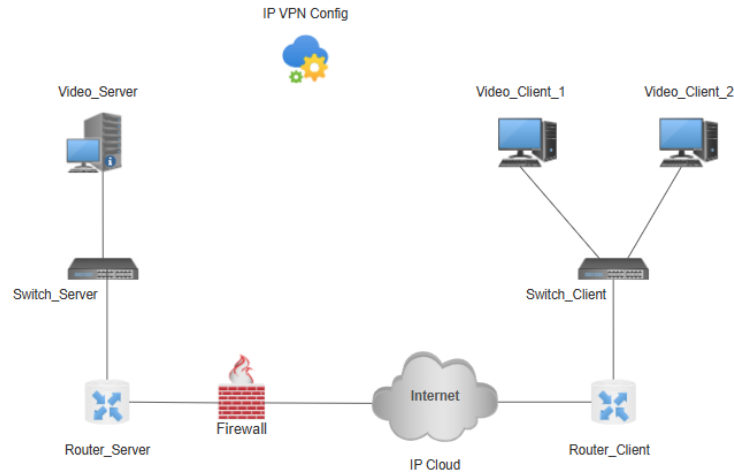 IP VPN Config
Video_Server
Video_Client_1
Video_Client_2
Switch_Server
Switch_Client
Internet
Firewall
Router_Server
Router_Client
IP Cloud